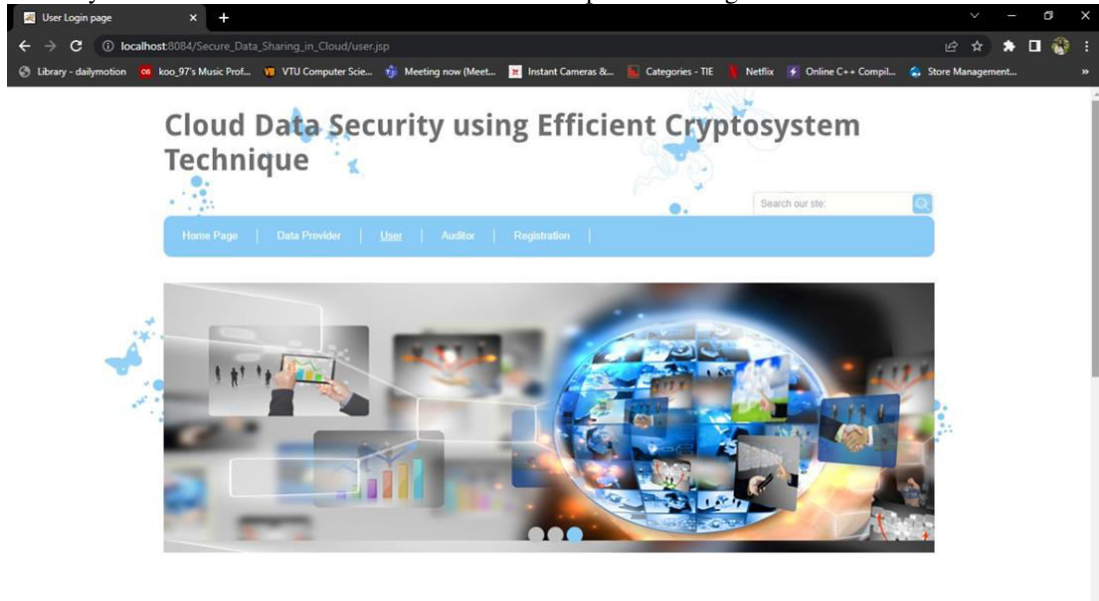 User Login page
localhost:8084/Secure_Data_Sharing_in_Cloud/user.jsp
Library - dailymotion koo_97's Music Prof... VTU Computer Scie... Meeting now (Meet... Instant Cameras &... Categories - TIE Netflix Online C++ Compil... Store Management... »
Cloud Data Security using Efficient Cryptosystem
Technique
Search our ste:
Home Page Data Provider User Auditor Registration